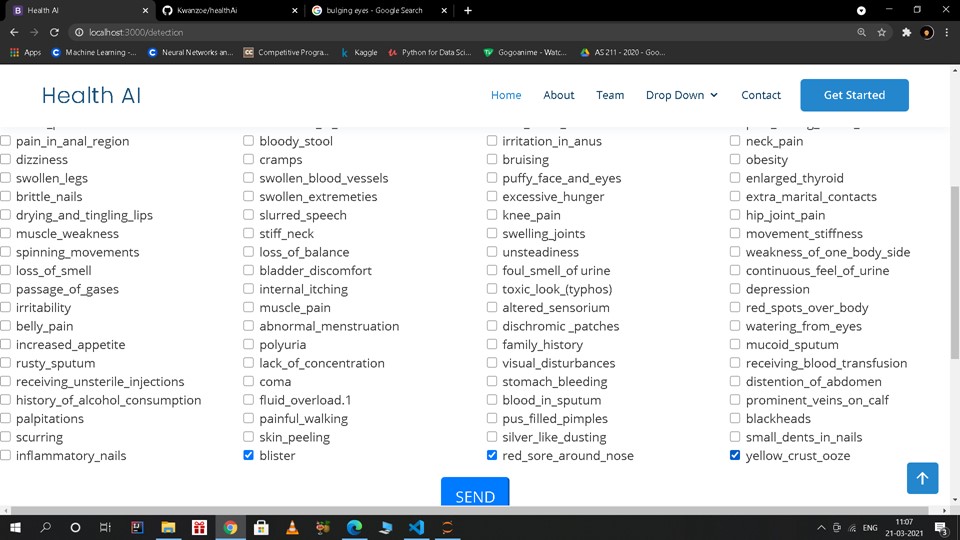 Health AI
Kwanzoe/healthAi
bulging eyes - Google Search
localhost:3000/detection
Apps
Machine Learning -...
Neural Networks an...
Competitive Progra...
Kaggle
Python for Data Sci...
Gogoanime - Watc...
AS 211 - 2020 - Goo...
Health AI
Home About Team Drop Down Contact Get Started
pain_in_anal_region bloody_stool irritation_in_anus neck_pain
dizziness cramps bruising obesity
swollen_legs swollen_blood_vessels puffy_face_and_eyes enlarged_thyroid
brittle_nails swollen_extremeties excessive_hunger extra_marital_contacts
drying_and_tingling_lips slurred_speech knee_pain hip_joint_pain
muscle_weakness stiff_neck swelling_joints movement_stiffness
spinning_movements loss_of_balance unsteadiness weakness_of_one_body_side
loss_of_smell bladder_discomfort foul_smell_of urine continuous_feel_of_urine
passage_of_gases internal_itching toxic_look_(typhos) depression
irritability muscle_pain altered_sensorium red_spots_over_body
belly_pain abnormal_menstruation dischromic _patches watering_from_eyes
increased_appetite polyuria family_history mucoid_sputum
rusty_sputum lack_of_concentration visual_disturbances receiving_blood_transfusion
receiving_unsterile_injections coma stomach_bleeding distention_of_abdomen
history_of_alcohol_consumption fluid_overload.1 blood_in_sputum prominent_veins_on_calf
palpitations painful_walking pus_filled_pimples blackheads
scurring skin_peeling silver_like_dusting small_dents_in_nails
inflammatory_nails blister red_sore_around_nose yellow_crust_ooze
SEND
ENG
11:07
21-03-2021
3